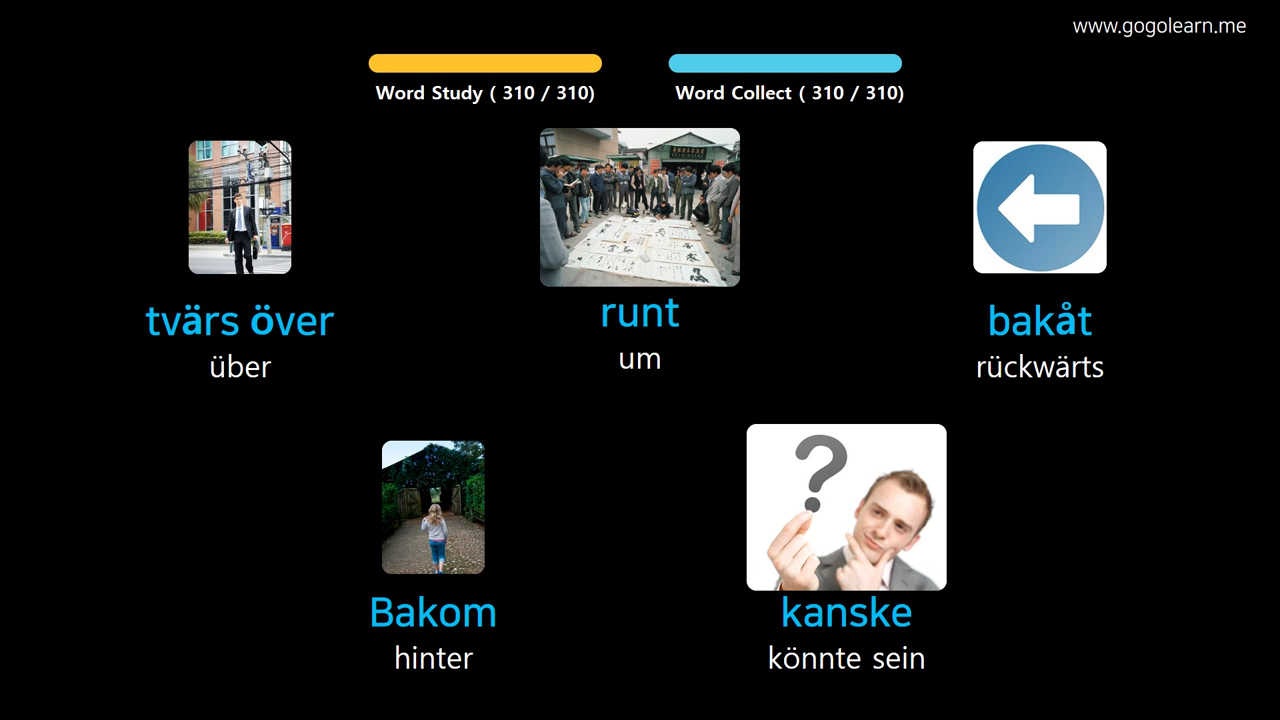 www.gogolearn.me
Word Study ( 310 / 310)
Word Collect ( 310 / 310)
tvärs över
über
runt
um
bakåt
rückwärts
Bakom
hinter
kanske
könnte sein